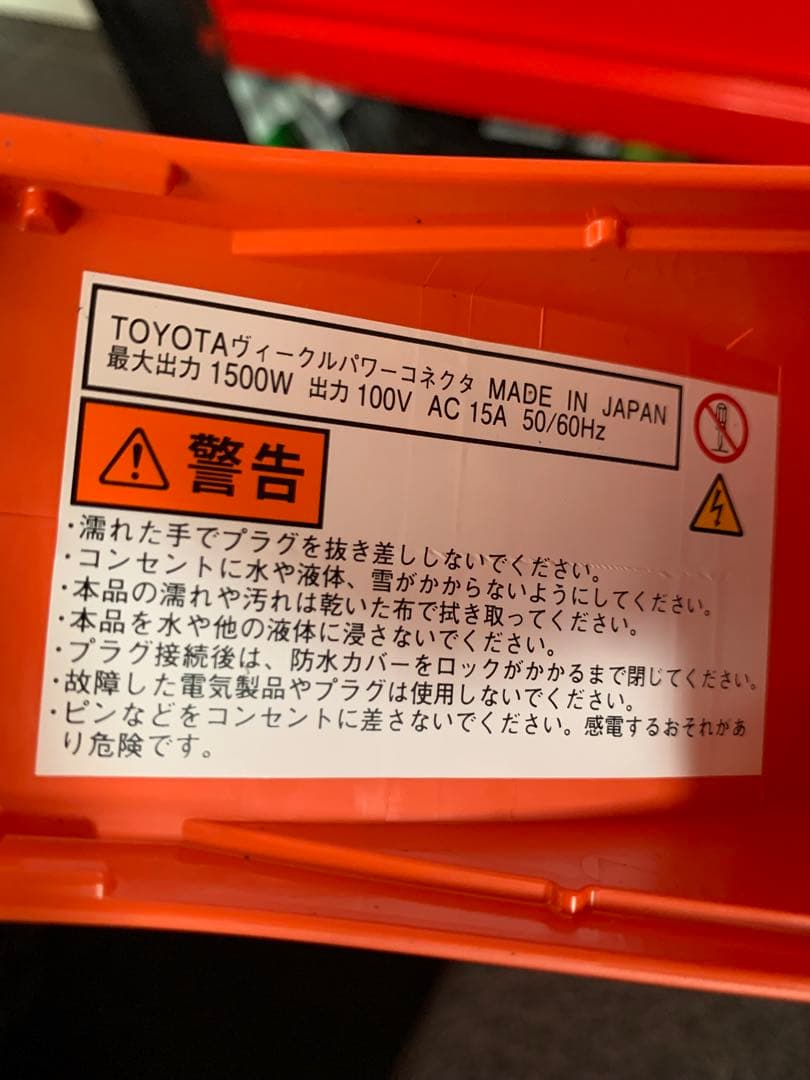 TOYOTAヴィークルパワーコネクタ MADE IN JAPAN
最大出力 1500W 出力 100V AC 15A 50/60Hz
警告
・濡れた手でプラグを抜き差ししないでください。
・コンセントに水や液体、雪がかからないようにしてください。
・本品の濡れや汚れは乾いた布で拭き取ってください。
・本品を水や他の液体に浸さないでください。
・プラグ接続後は、防水カバーをロックがかかるまで閉じてください。
・故障した電気製品やプラグは使用しないでください。
・ピンなどをコンセントに差さないでください。感電するおそれがあ
り危険です。